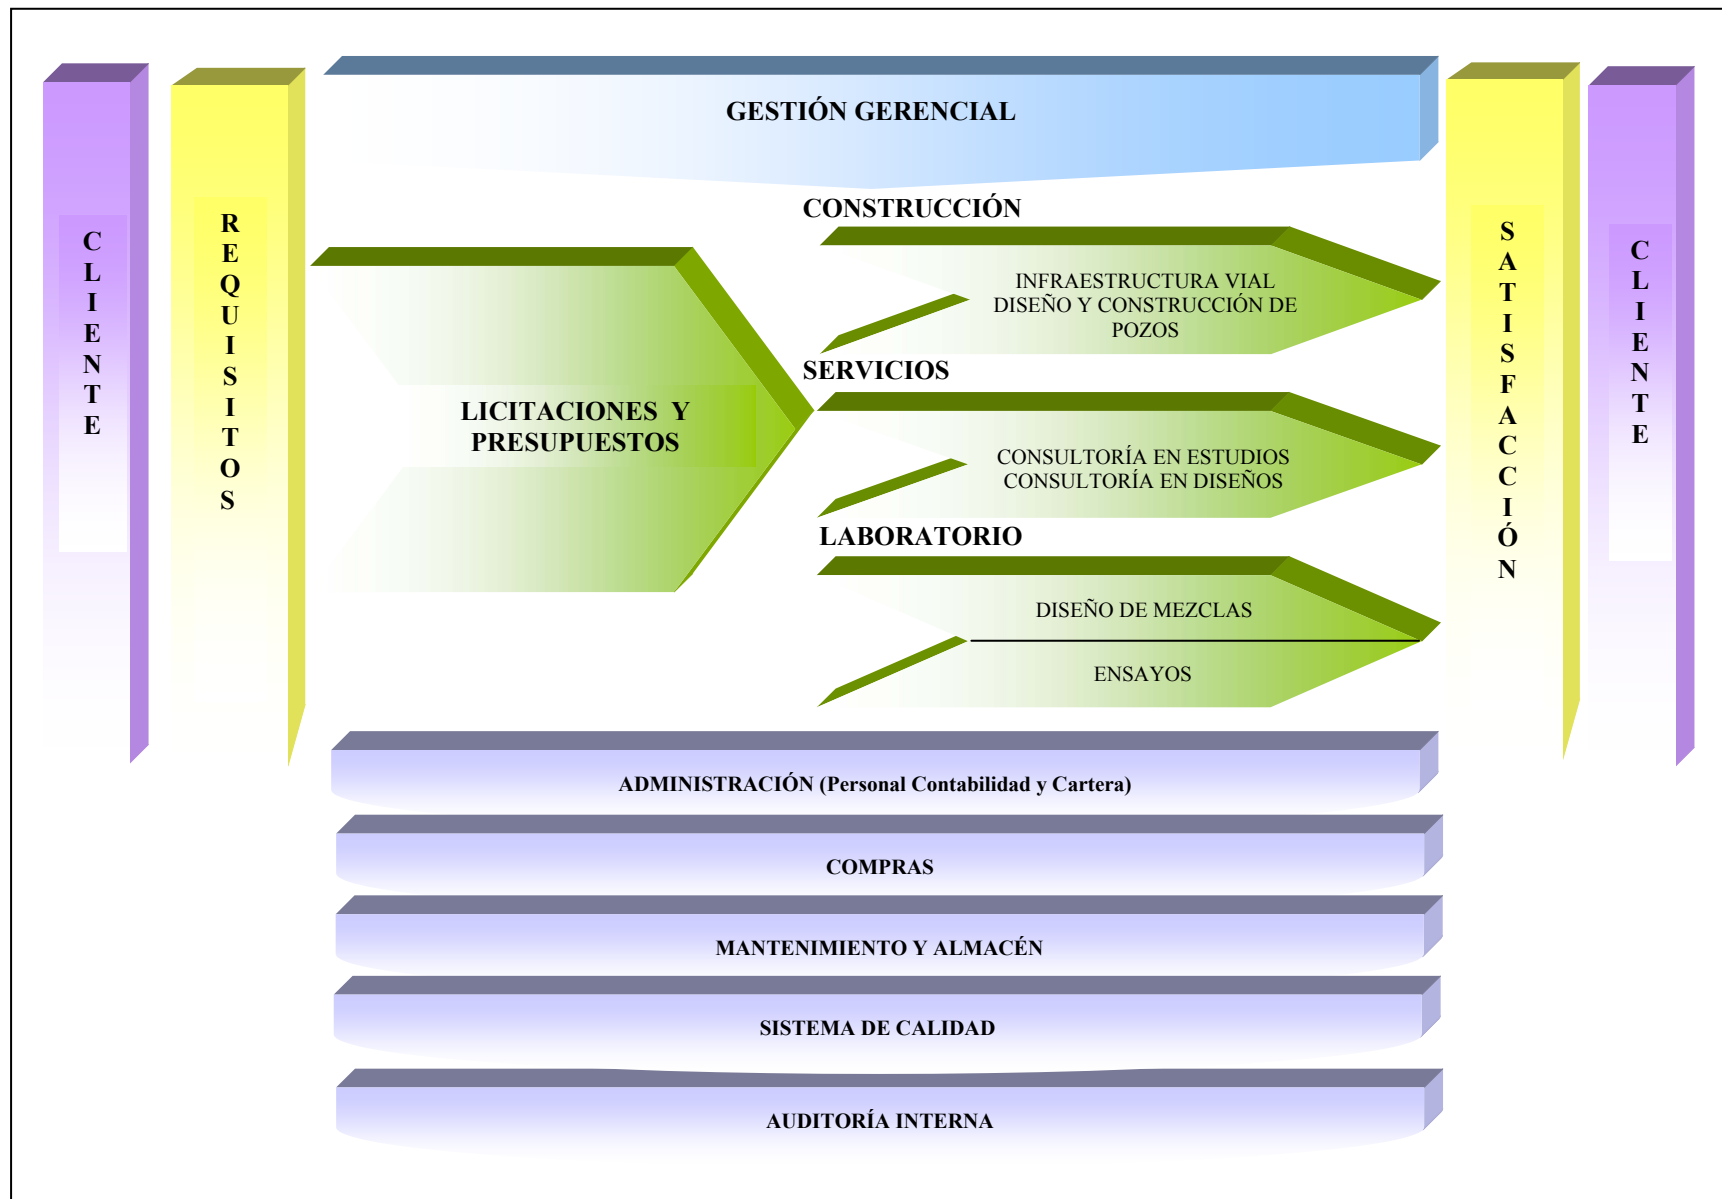 CLIENTE
REQUISITOS
GESTIÓN GERENCIAL
LICITACIONES Y
PRESUPUESTOS
CONSTRUCCIÓN
INFRAESTRUCTURA VIAL
DISEÑO Y CONSTRUCCIÓN DE
POZOS
SERVICIOS
CONSULTORÍA EN ESTUDIOS
CONSULTORÍA EN DISEÑOS
LABORATORIO
DISEÑO DE MEZCLAS
ENSAYOS
SATISFACCIÓN
CLIENTE
ADMINISTRACIÓN (Personal Contabilidad y Cartera)
COMPRAS
MANTENIMIENTO Y ALMACÉN
SISTEMA DE CALIDAD
AUDITORÍA INTERNA